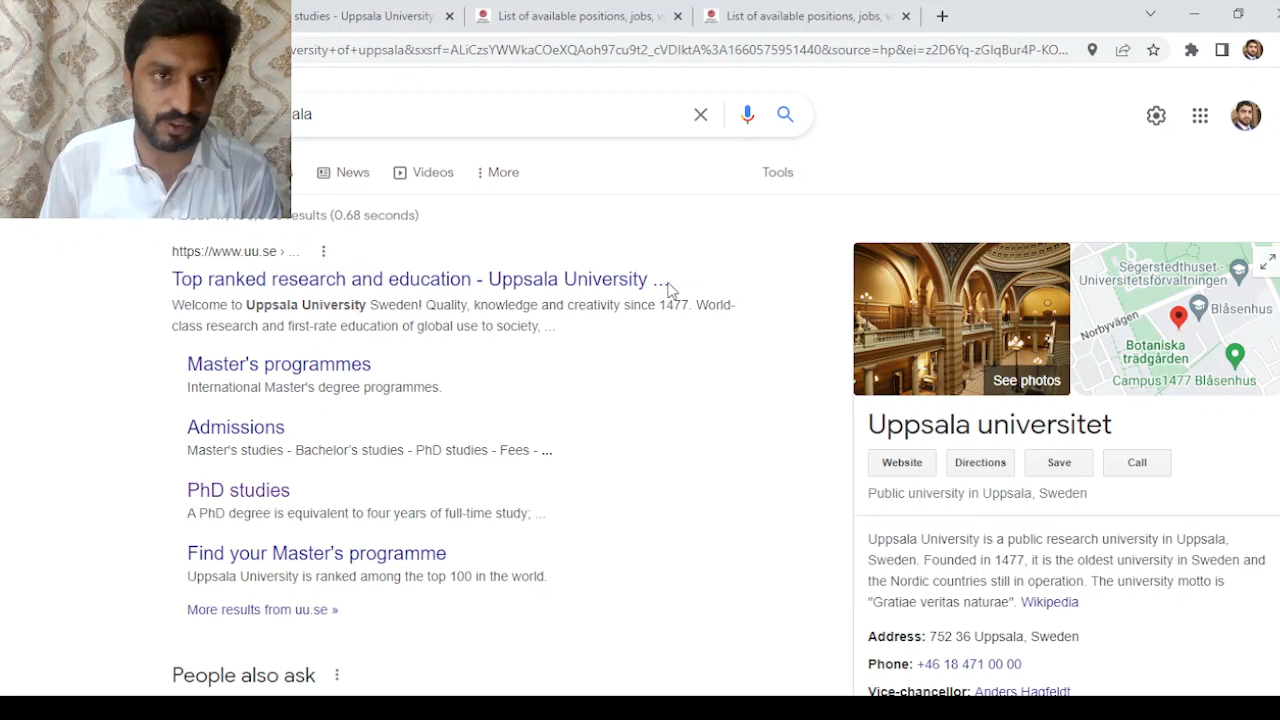 studies - Uppsala University,
List of available positions, jobs, v
List of available positions, jobs, v
versity+of+uppsala&sxsrf=ALiCzsYWWkaCOeXQAoh97cu9t2_cVDIktA%3A1660575951440&source=hp&ei=z2D6Yq-zGIqBur4P-KO...
ala
News
Videos
More
Tools
results (0.68 seconds)
https://www.uu.se › ...
Top ranked research and education - Uppsala University ...
Welcome to Uppsala University Sweden! Quality, knowledge and creativity since 1477. World-
class research and first-rate education of global use to society, ...
Master's programmes
International Master's degree programmes.
Admissions
Master's studies - Bachelor's studies - PhD studies - Fees - ...
PhD studies
A PhD degree is equivalent to four years of full-time study; ...
Find your Master's programme
Uppsala University is ranked among the top 100 in the world.
More results from uu.se »
People also ask
See photos
Segerstedthuset -
Universitetsförvaltningen
Blåsenhus
Norbyvägen
Botaniska
trädgården
Campus1477 Blåsenhus
Uppsala universitet
Website
Directions
Save
Call
Public university in Uppsala, Sweden
Uppsala University is a public research university in Uppsala,
Sweden. Founded in 1477, it is the oldest university in Sweden and
the Nordic countries still in operation. The university motto is
"Gratiae veritas naturae". Wikipedia
Address: 752 36 Uppsala, Sweden
Phone: +46 18 471 00 00
Vice-chancellor: Anders Hagfeldt